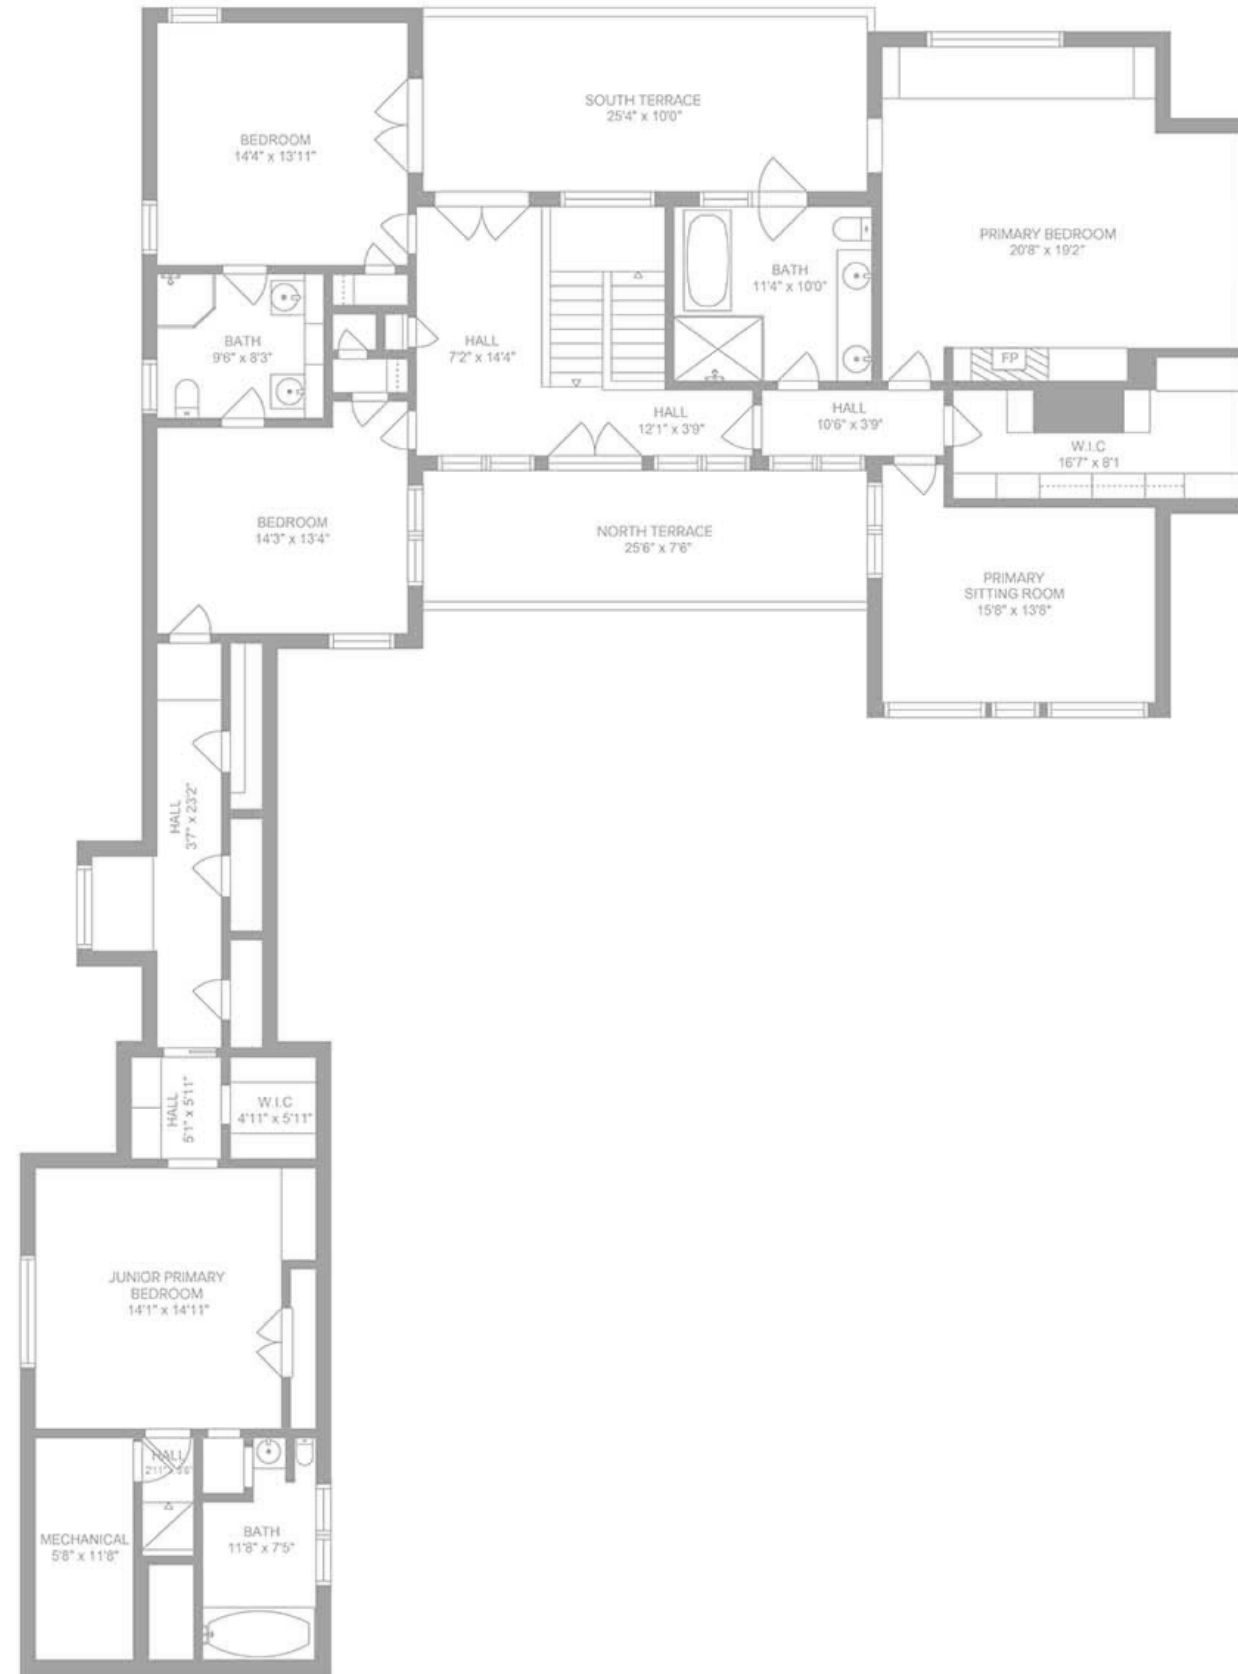 SOUTH TERRACE
25'4" x 10'0"
BEDROOM
14'4" x 13'11"
PRIMARY BEDROOM
20'8" x 19'2"
BATH
11'4" x 10'0"
BATH
9'6" x 8'3"
HALL
7'2" x 14'4"
FP
HALL
12'1" x 3'9"
HALL
10'6" x 3'9"
W.I.C
16'7" x 8'1
BEDROOM
14'3" x 13'4"
NORTH TERRACE
25'6" x 7'6"
PRIMARY
SITTING ROOM
15'8" x 13'8"
HALL
3'7" x 23'2"
HALL
5'1" x 5'11"
W.I.C
4'11" x 5'11"
JUNIOR PRIMARY
BEDROOM
14'1" x 14'11"
HALL
2'11" x
MECHANICAL
5'8" x 11'8"
BATH
11'8" x 7'5"